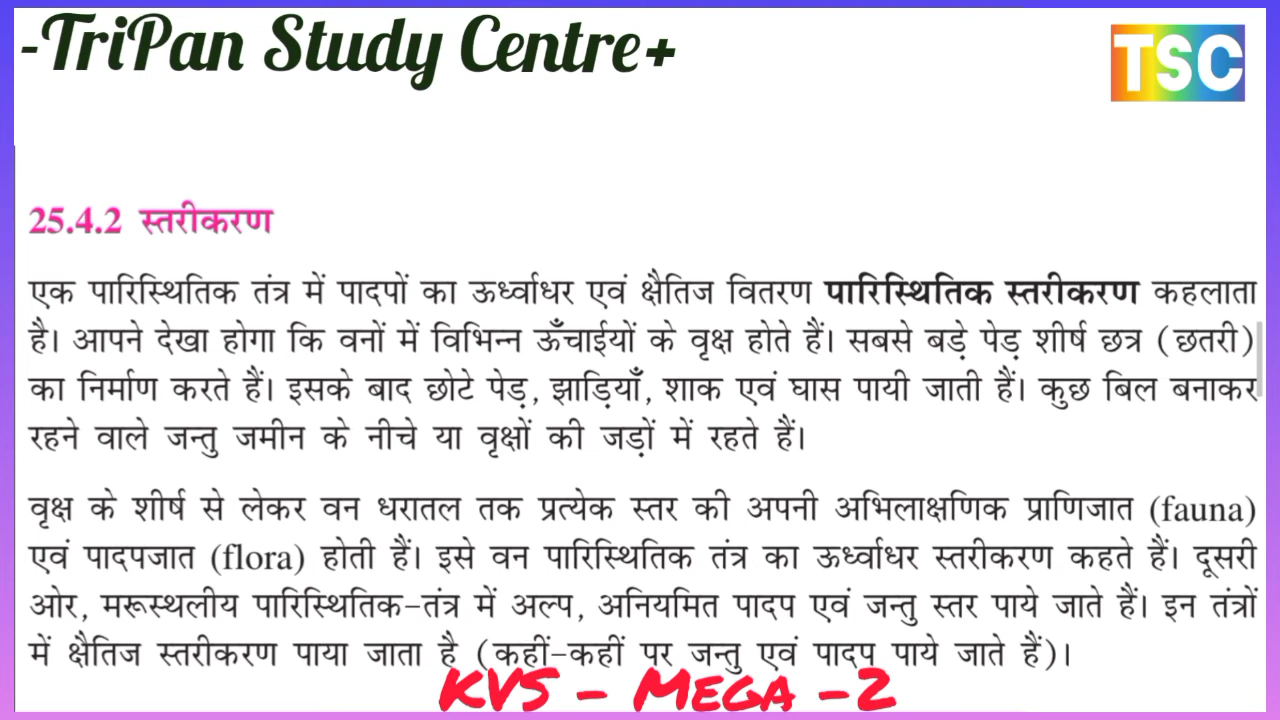 -TriPan Study Centre+
TSC
25.4.2 स्तरीकरण
एक पारिस्थितिक तंत्र में पादपों का ऊर्ध्वाधर एवं क्षैतिज वितरण पारिस्थितिक स्तरीकरण कहलाता
है। आपने देखा होगा कि वनों में विभिन्न ऊँचाईयों के वृक्ष होते हैं। सबसे बड़े पेड़ शीर्ष छत्र (छतरी)
का निर्माण करते हैं। इसके बाद छोटे पेड़, झाड़ियाँ, शाक एवं घास पायी जाती हैं। कुछ बिल बनाकर
रहने वाले जन्तु जमीन के नीचे या वृक्षों की जड़ों में रहते हैं।
वृक्ष के शीर्ष से लेकर वन धरातल तक प्रत्येक स्तर की अपनी अभिलाक्षणिक प्राणिजात (fauna)
एवं पादपजात (flora) होती हैं। इसे वन पारिस्थितिक तंत्र का ऊर्ध्वाधर स्तरीकरण कहते हैं। दूसरी
ओर, मरूस्थलीय पारिस्थितिक-तंत्र में अल्प, अनियमित पादप एवं जन्तु स्तर पाये जाते हैं। इन तंत्रों
में क्षैतिज स्तरीकरण पाया जाता है (कहीं-कहीं पर जन्तु एवं पादप पाये जाते हैं)।
KVS - MEGA -2